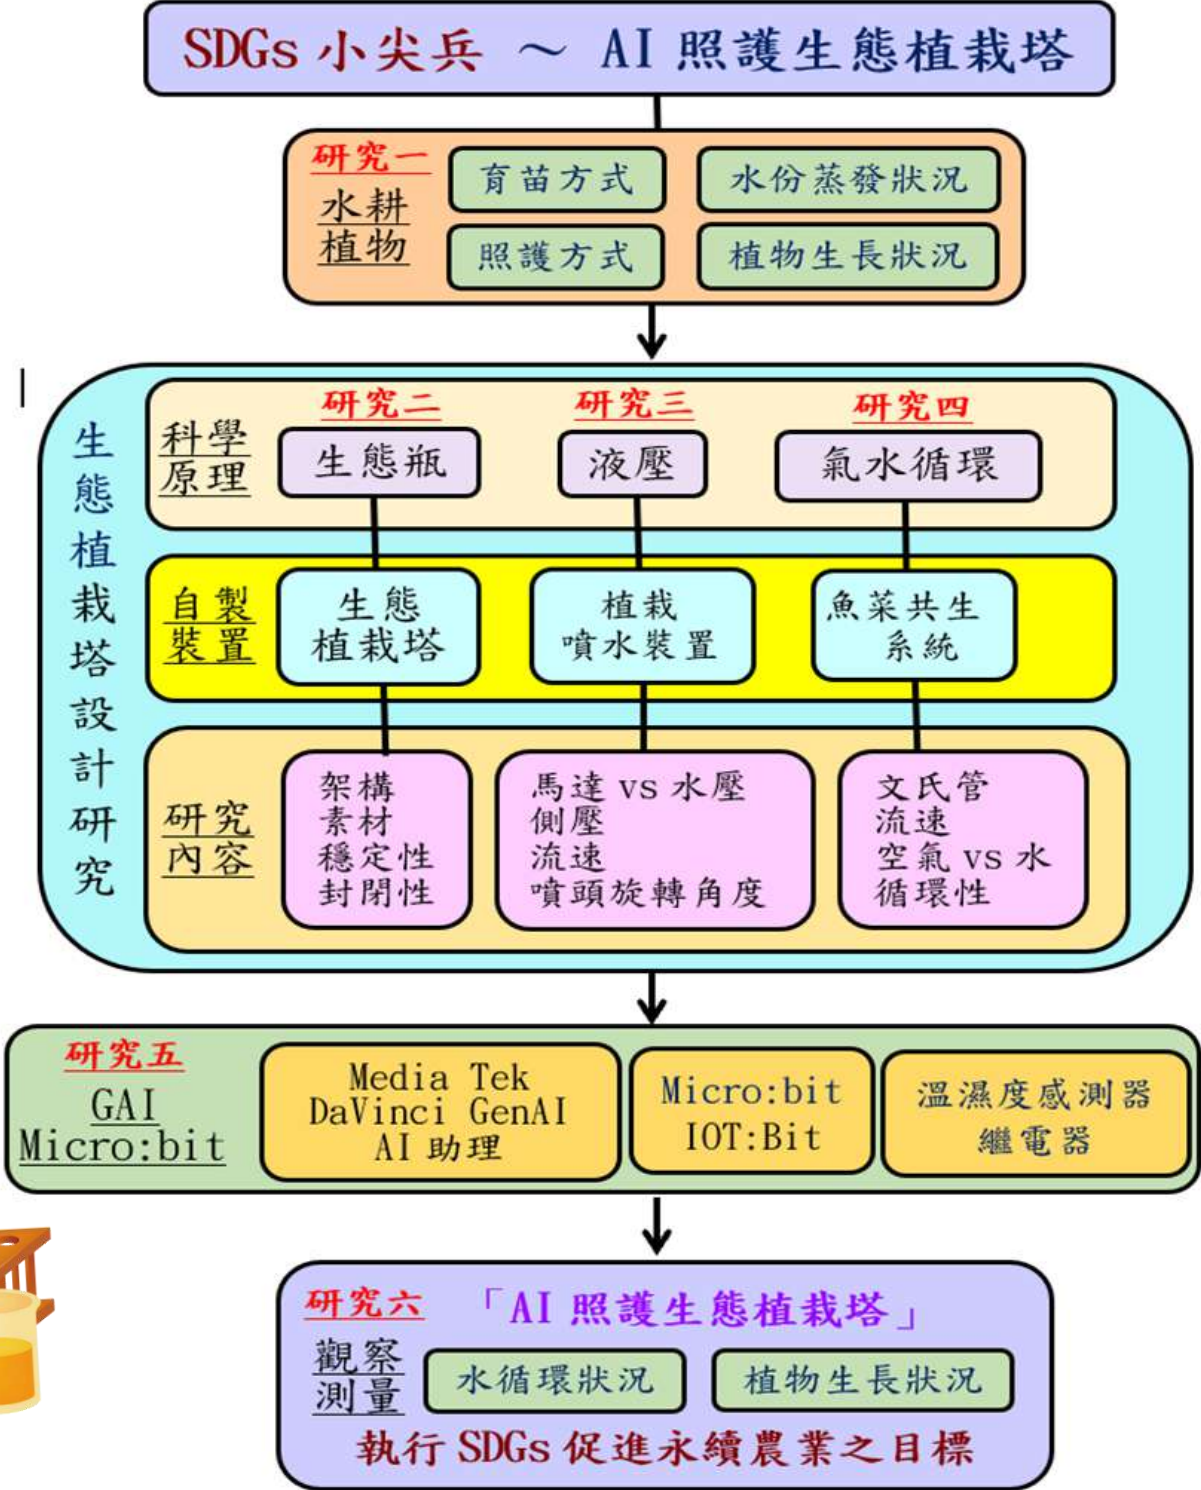 SDGs 小尖兵 ～ AI 照護生態植栽塔
研究一
水耕
植物
育苗方式
水份蒸發狀況
照護方式
植物生長狀況
生態植栽塔設計研究
科學
原理
研究二
生態瓶
研究三
液壓
研究四
氣水循環
自製
裝置
生態
植栽塔
植栽
噴水裝置
魚菜共生
系統
研究
內容
架構
素材
穩定性
封閉性
馬達 vs 水壓
側壓
流速
噴頭旋轉角度
文氏管
流速
空氣 vs 水
循環性
研究五
GAI
Micro:bit
Media Tek
DaVinci GenAI
AI 助理
Micro:bit
IOT:Bit
溫濕度感測器
繼電器
研究六
「AI 照護生態植栽塔」
觀察
測量
水循環狀況
植物生長狀況
執行 SDGs 促進永續農業之目標